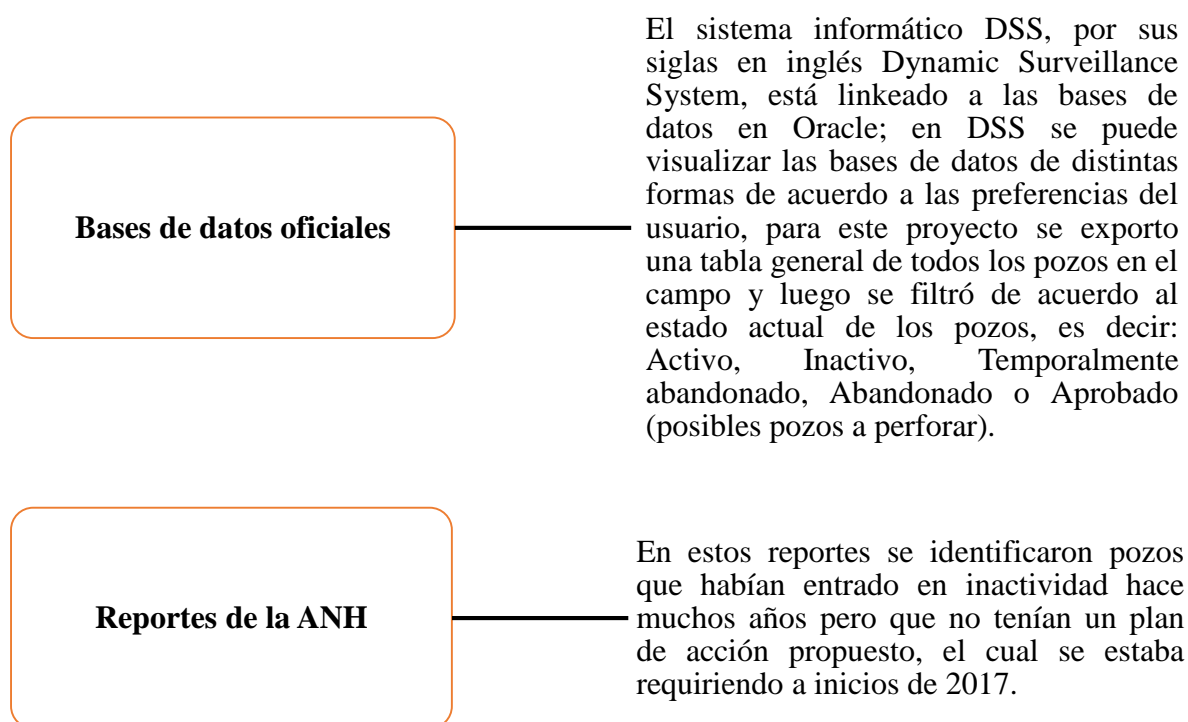 El sistema informático DSS, por sus
siglas en inglés Dynamic Surveillance
System, está linkeado a las bases de
datos en Oracle; en DSS se puede
visualizar las bases de datos de distintas
formas de acuerdo a las preferencias del
Bases de datos oficiales
usuario, para este proyecto se exporto
una tabla general de todos los pozos en el
campo y luego se filtró de acuerdo al
estado actual de los pozos, es decir:
Activo, Inactivo, Temporalmente
abandonado, Abandonado o Aprobado
(posibles pozos a perforar).
En estos reportes se identificaron pozos
que habían entrado en inactividad hace
Reportes de la ANH
muchos años pero que no tenían un plan
de acción propuesto, el cual se estaba
requiriendo a inicios de 2017.